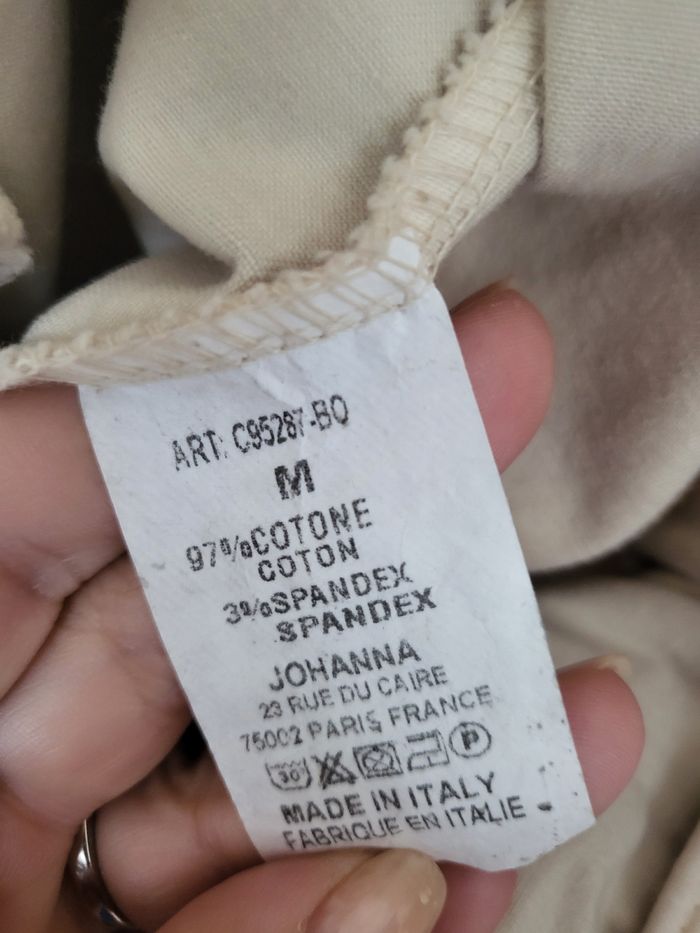 ART. C95287-BO
M
97%COTONE
COTON
3%SPANDEX
SPANDEX
JOHANNA
23 RUE DU CAIRE
75002 PARIS FRANCE
30 P
MADE IN ITALY
FABRIQUE EN ITALIE